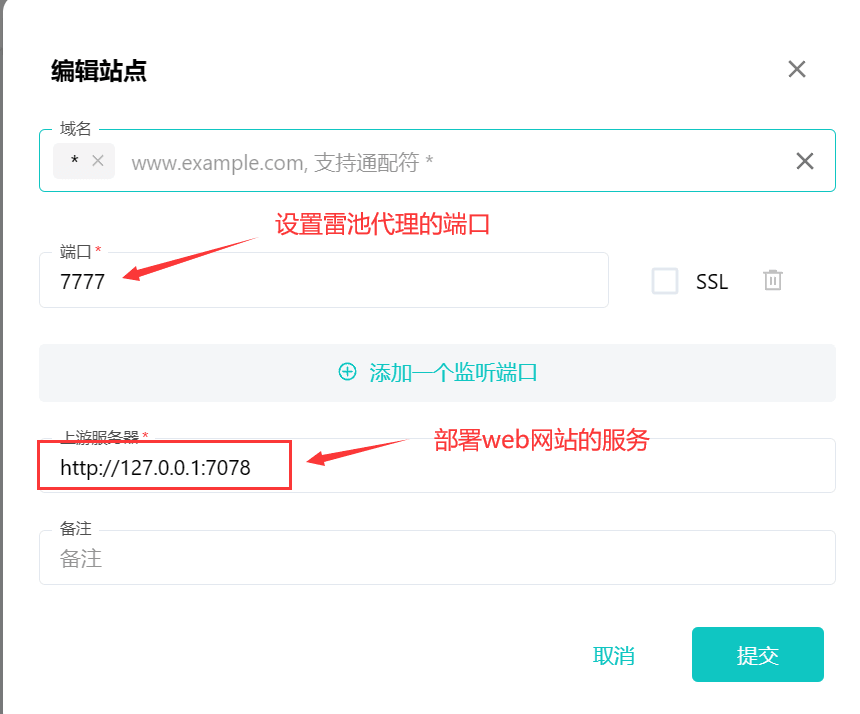 编辑站点
域名
* www.example.com, 支持通配符 *
设置雷池代理的端口
端口 *
7777
SSL
添加一个监听端口
上游服务器 *
部署web网站的服务
http://127.0.0.1:7078
备注
备注
取消
提交